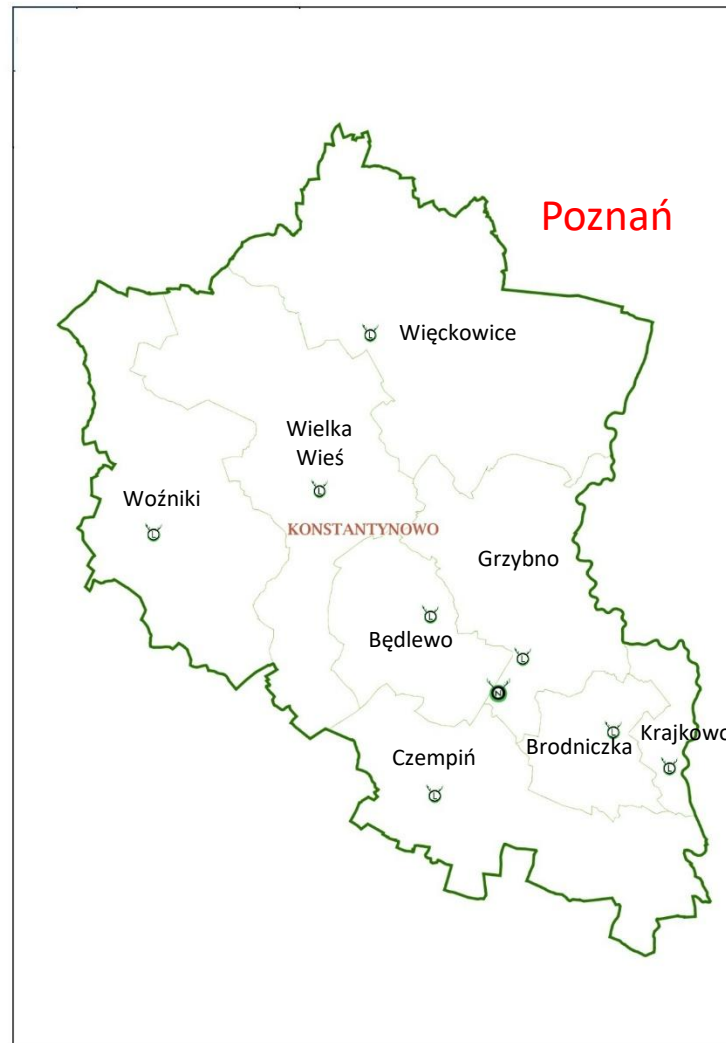 Poznań
Ⓛ
Więckowice
Wielka
Wieś
Ⓛ
Woźniki
Ⓛ
KONSTANTYNOWO
Grzybno
Ⓛ
Będlewo
Ⓛ
Ⓝ
Ⓛ
Krajkowo
Brodniczka
Czempiń
Ⓛ
Ⓛ